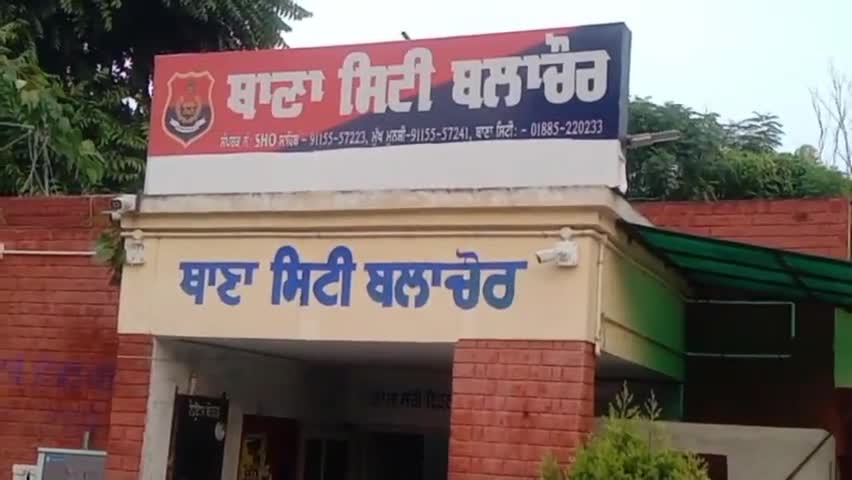 ਥਾਣਾ ਸਿਟੀ ਬਲਾਚੌਰ
ਸੰਪਰਕ ਨੰ SHO ਸਾਹਿਬ - 91155-57223, ਮੁੱਖ ਮੁਨਸ਼ੀ-91155-57241, ਥਾਣਾ ਸਿਟੀ: - 01885-220233
ਥਾਣਾ ਸਿਟੀ ਬਲਾਚੌਰ